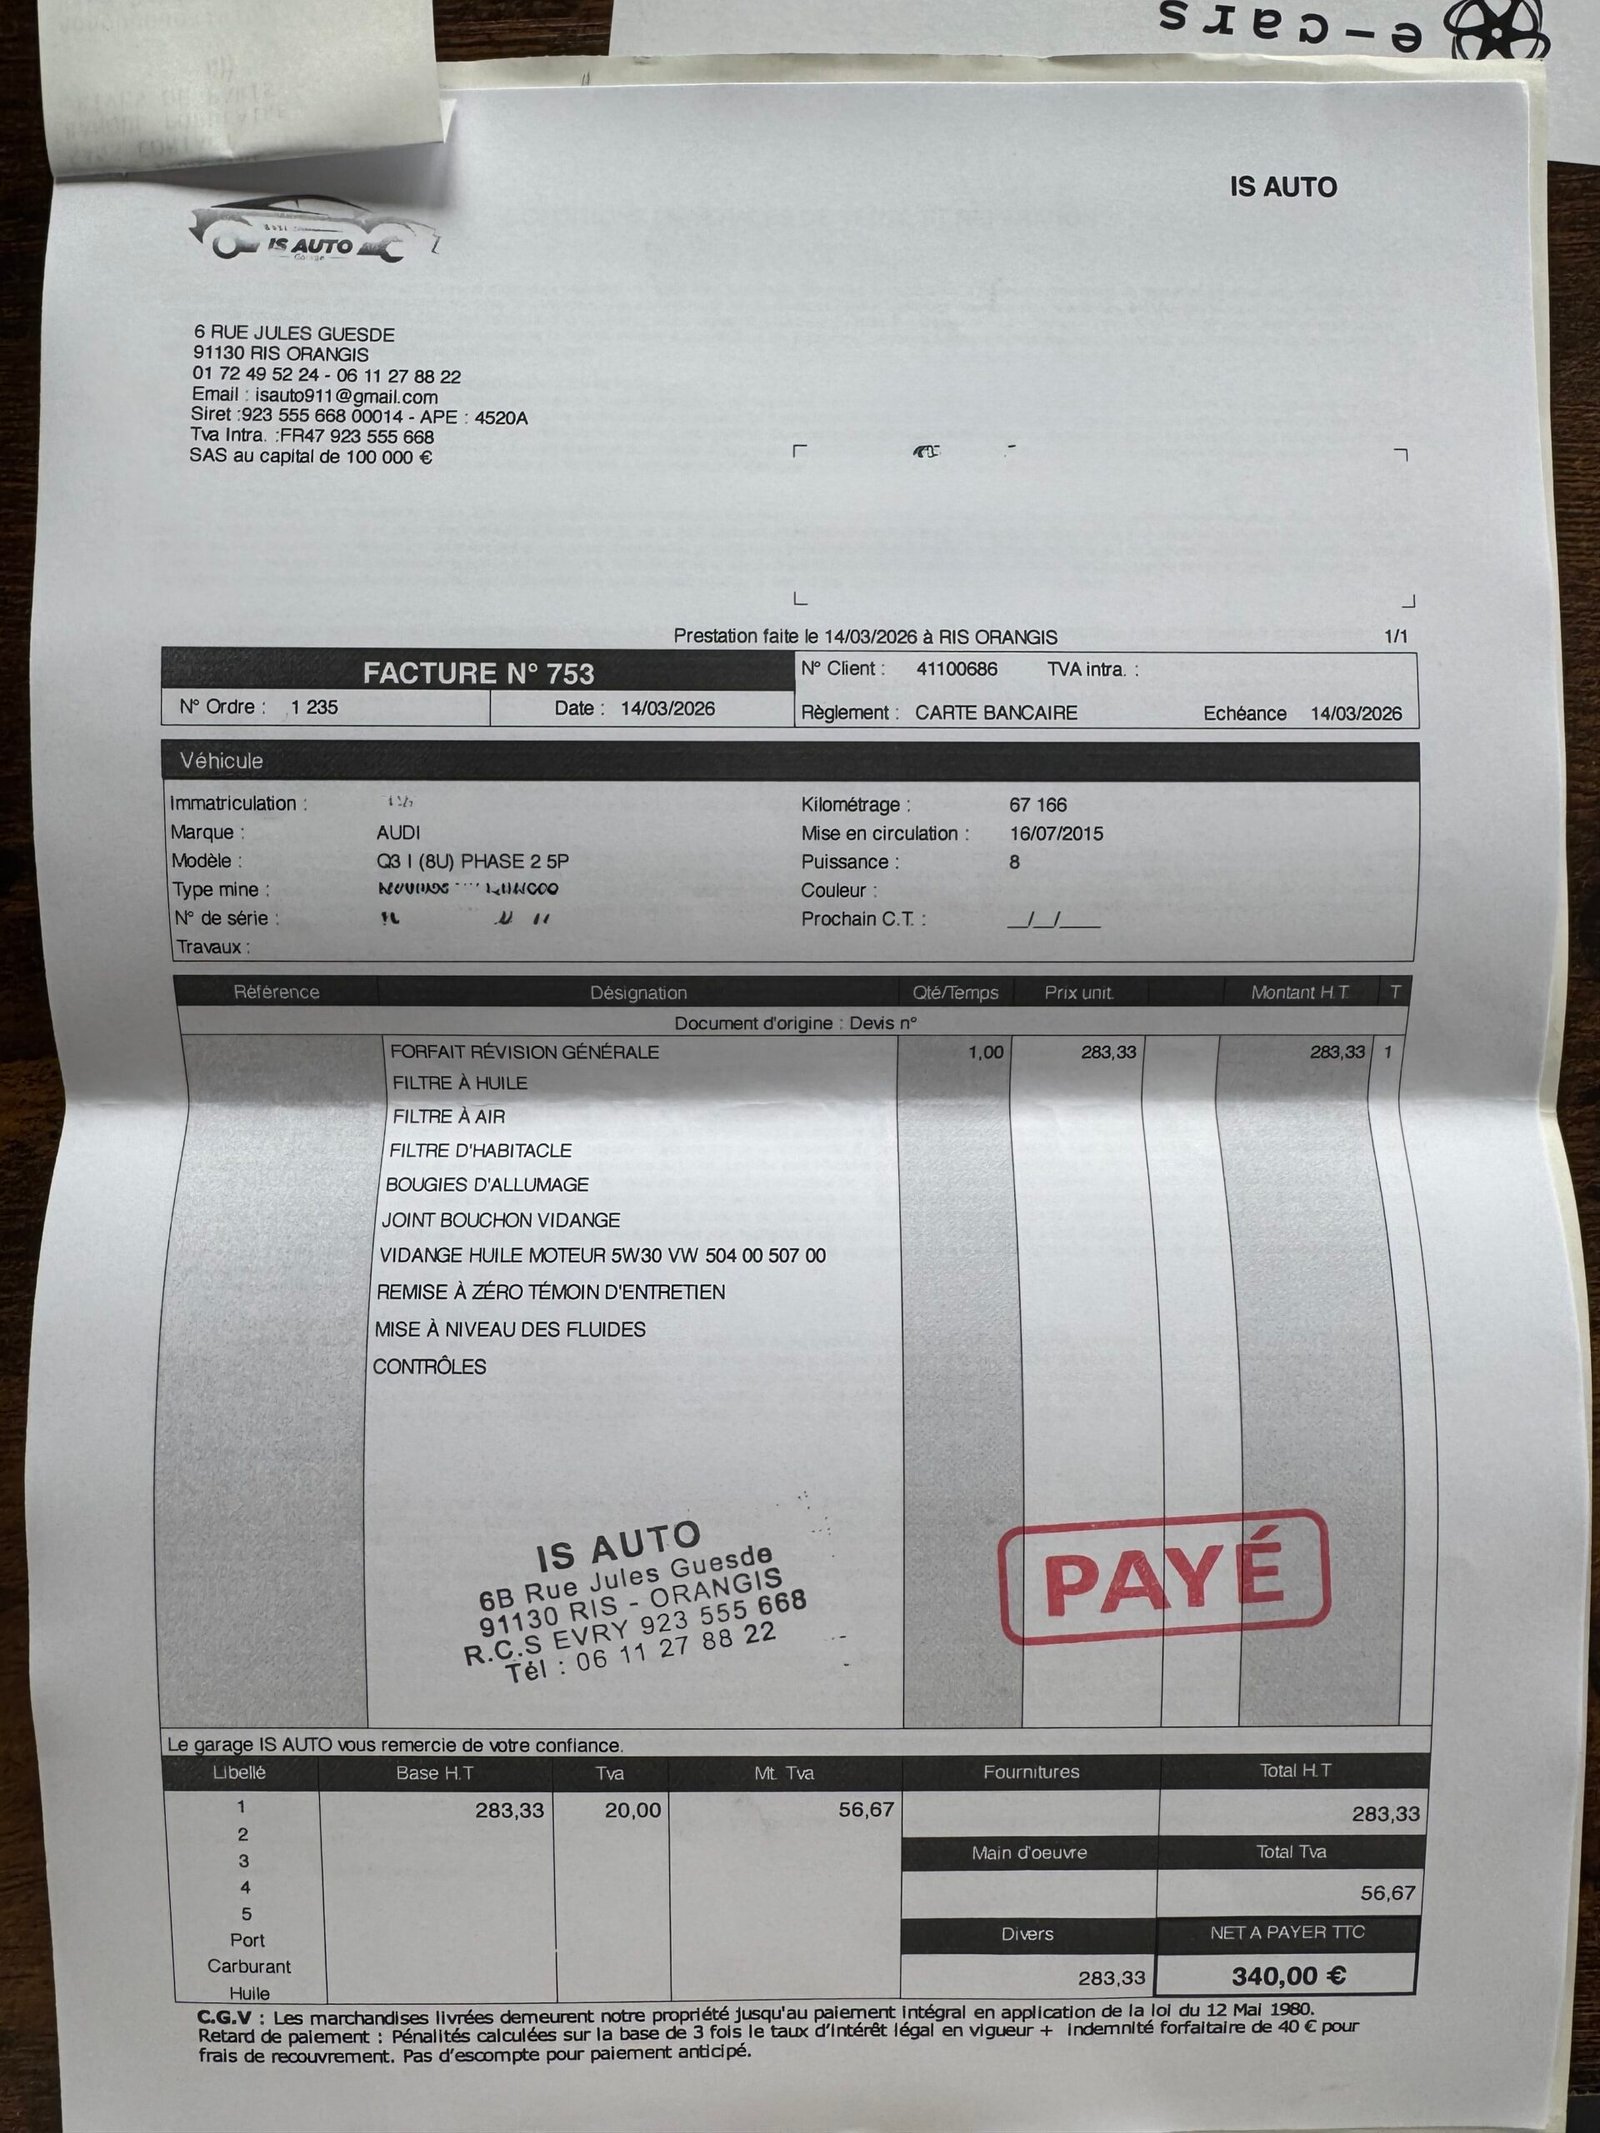 e-cars
IS AUTO
IS AUTO
Garage
6 RUE JULES GUESDE
91130 RIS ORANGIS
01 72 49 52 24 - 06 11 27 88 22
Email : isauto911@gmail.com
Siret :923 555 668 00014 - APE : 4520A
Tva Intra. :FR47 923 555 668
SAS au capital de 100 000 €
Prestation faite le 14/03/2026 à RIS ORANGIS 1/1
FACTURE N° 753
N° Client : 41100686 TVA intra. :
N° Ordre : 1 235 Date : 14/03/2026
Règlement : CARTE BANCAIRE Echéance 14/03/2026
Véhicule
Immatriculation : Kilométrage : 67 166
Marque : AUDI Mise en circulation : 16/07/2015
Modèle : Q3 I (8U) PHASE 2 5P Puissance : 8
Type mine : Couleur :
N° de série : Prochain C.T. : __/__/____
Travaux :
Référence Désignation Qté/Temps Prix unit. Montant H.T. T
Document d'origine : Devis n°
FORFAIT RÉVISION GÉNÉRALE 1,00 283,33 283,33 1
FILTRE À HUILE
FILTRE À AIR
FILTRE D'HABITACLE
BOUGIES D'ALLUMAGE
JOINT BOUCHON VIDANGE
VIDANGE HUILE MOTEUR 5W30 VW 504 00 507 00
REMISE À ZÉRO TÉMOIN D'ENTRETIEN
MISE À NIVEAU DES FLUIDES
CONTRÔLES
IS AUTO
6B Rue Jules Guesde
91130 RIS - ORANGIS
R.C.S EVRY 923 555 668
Tél : 06 11 27 88 22
PAYÉ
Le garage IS AUTO vous remercie de votre confiance.
Libellé Base H.T Tva Mt. Tva Fournitures Total H.T
1 283,33 20,00 56,67 283,33
2
3 Main d'oeuvre Total Tva
4 56,67
5
Port Divers NET A PAYER TTC
Carburant 283,33 340,00 €
Huile
C.G.V : Les marchandises livrées demeurent notre propriété jusqu'au paiement intégral en application de la loi du 12 Mai 1980.
Retard de paiement : Pénalités calculées sur la base de 3 fois le taux d'intérêt légal en vigueur + indemnité forfaitaire de 40 € pour
frais de recouvrement. Pas d'escompte pour paiement anticipé.